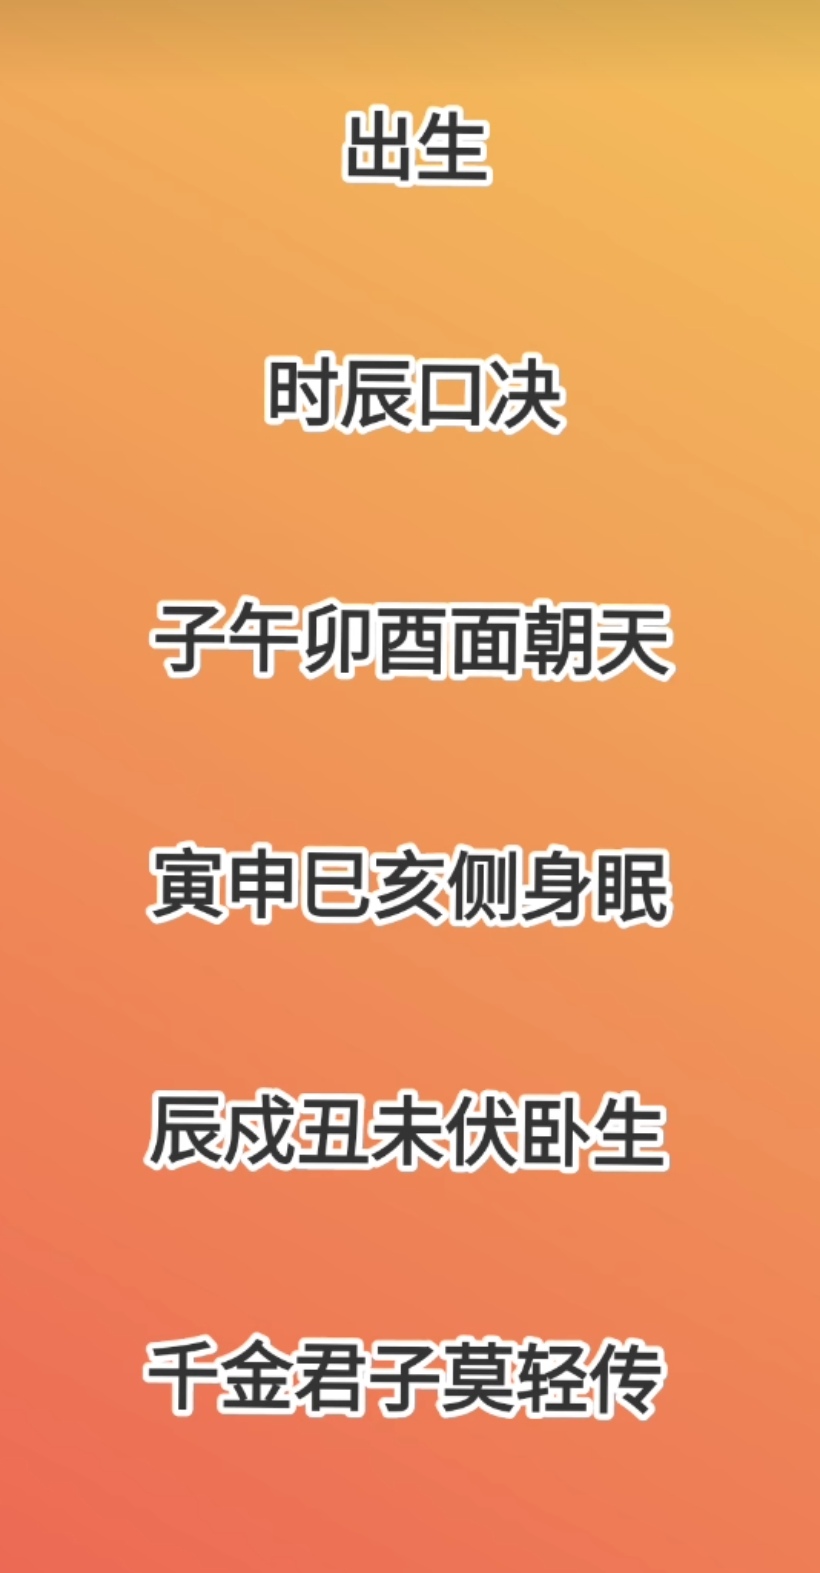 出生
时辰口决
子午卯酉面朝天
寅申巳亥侧身眠
辰戍丑未伏卧生
千金君子莫轻传